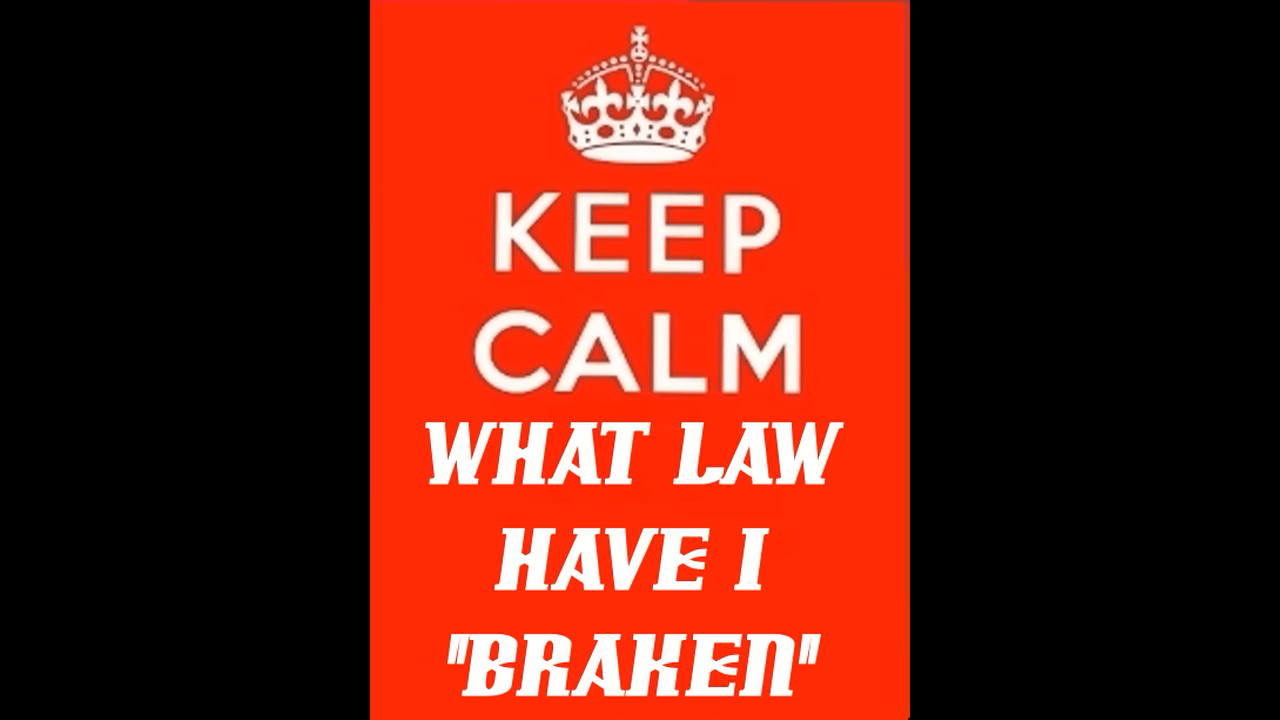 KEEP
CALM
WHAT LAW
HAVE I
"BRAKEN"